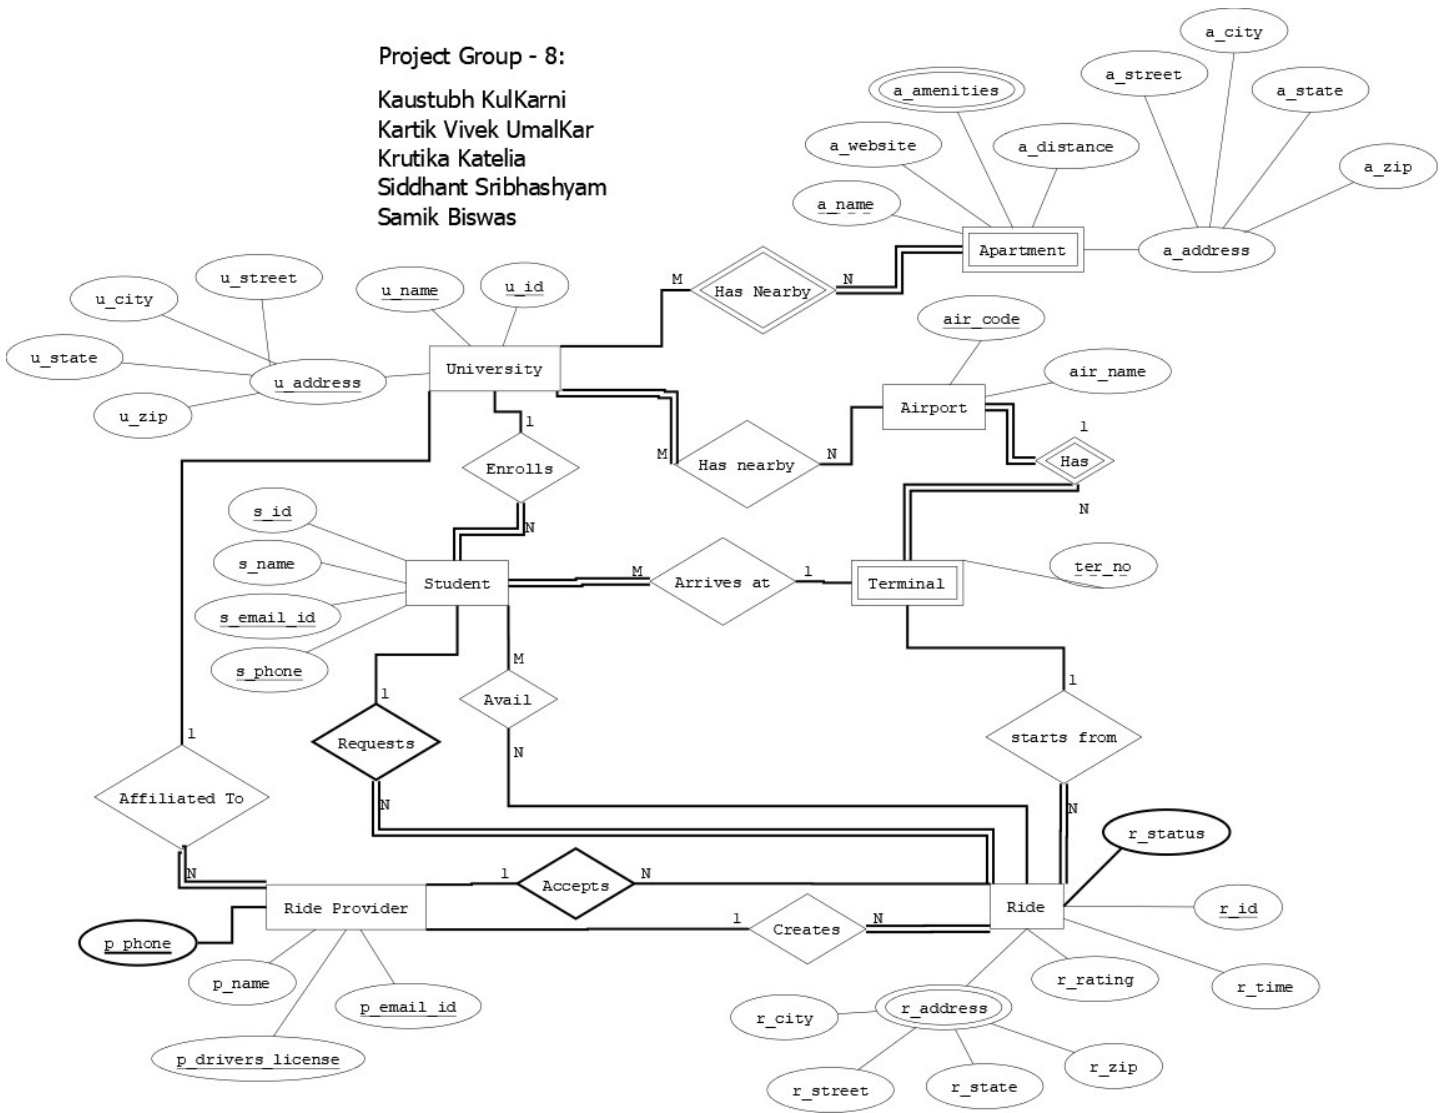 Project Group - 8:
Kaustubh KulKarni
Kartik Vivek UmalKar
Krutika Katelia
Siddhant Sribhashyam
Samik Biswas
a_city
a_street
a_state
a_amenities
a_website
a_distance
a_zip
a_name
Apartment
a_address
M
Has Nearby
N
u_street
u_city
u_name
u_id
u_state
u_address
u_zip
University
air_code
air_name
Airport
1
Has
N
M
Has nearby
N
1
Enrolls
N
s_id
s_name
s_email_id
s_phone
Student
M
Arrives at
1
Terminal
ter_no
M
Avail
N
1
Requests
N
1
starts from
N
1
Affiliated To
N
r_status
1
Accepts
N
Ride Provider
Ride
r_id
p_phone
1
Creates
N
p_name
p_email_id
p_drivers_license
r_rating
r_time
r_address
r_city
r_street
r_state
r_zip